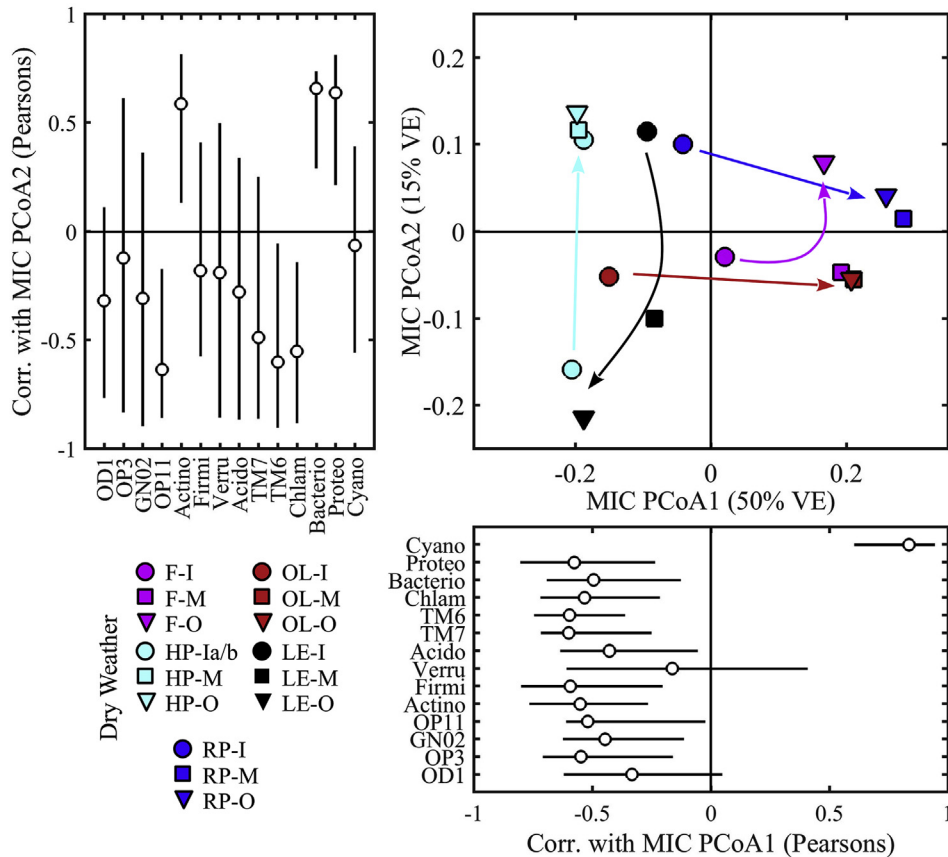 Corr. with MIC PCoA2 (Pearsons)
1
0.5
0
-0.5
-1
OD1
OP3
GN02
OP11
Actino
Firmi
Verru
Acido
TM7
TM6
Chlam
Bacterio
Proteo
Cyano
MIC PCoA2 (15% VE)
0.2
0.1
0
-0.1
-0.2
-0.2
0
0.2
MIC PCoA1 (50% VE)
Dry Weather
F-I
F-M
F-O
HP-Ia/b
HP-M
HP-O
OL-I
OL-M
OL-O
LE-I
LE-M
LE-O
RP-I
RP-M
RP-O
Cyano
Proteo
Bacterio
Chlam
TM6
TM7
Acido
Verru
Firmi
Actino
OP11
GN02
OP3
OD1
-1
-0.5
0
0.5
1
Corr. with MIC PCoA1 (Pearsons)